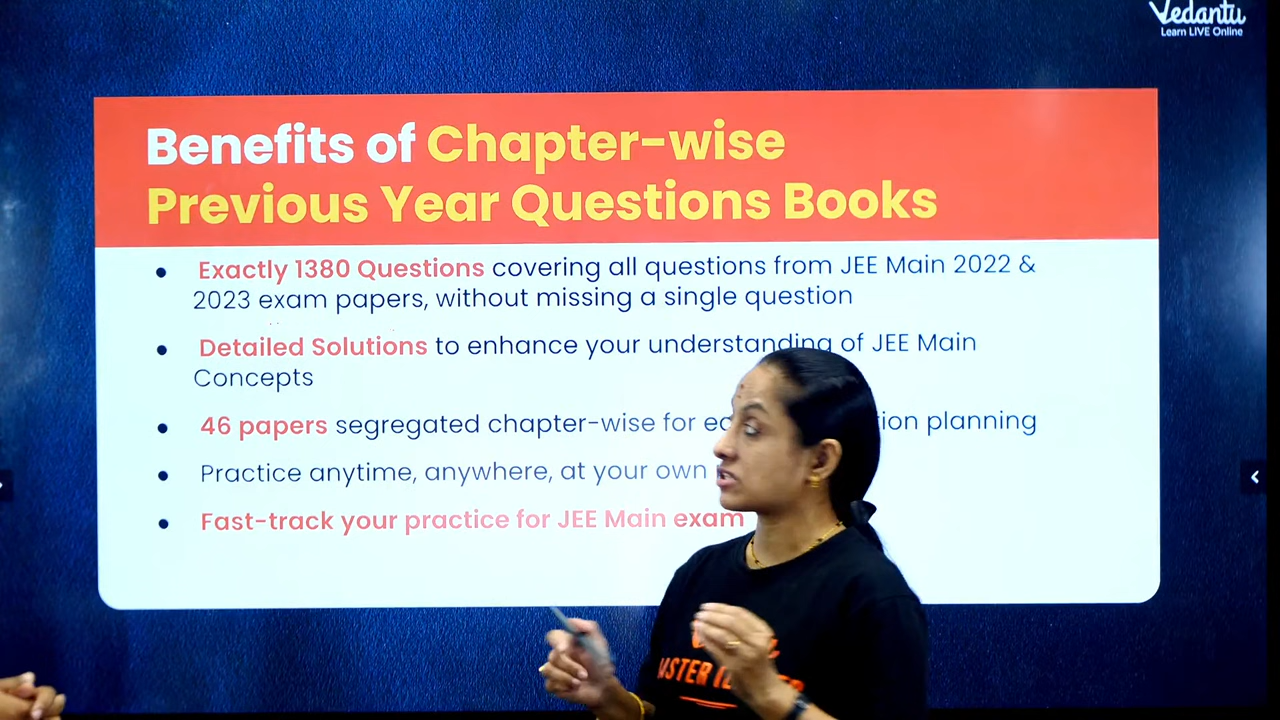 Vedantu
Learn LIVE Online
Benefits of Chapter-wise
Previous Year Questions Books
Exactly 1380 Questions covering all questions from JEE Main 2022 &
2023 exam papers, without missing a single question
Detailed Solutions to enhance your understanding of JEE Main
Concepts
46 papers segregated chapter-wise for planning
Practice anytime, anywhere, at your own
Fast-track your practice for JEE Main exam